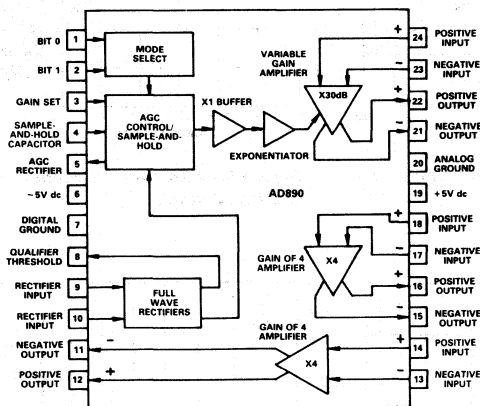 1 BIT 0
2 BIT 1
3 GAIN SET
4 SAMPLE-
AND-HOLD
CAPACITOR
5 AGC
RECTIFIER
6 –5V dc
7 DIGITAL
GROUND
8 QUALIFIER
THRESHOLD
9 RECTIFIER
INPUT
10 RECTIFIER
INPUT
11 NEGATIVE
OUTPUT
12 POSITIVE
OUTPUT
MODE
SELECT
AGC
CONTROL/
SAMPLE-AND-
HOLD
X1 BUFFER
EXPONENTIATOR
VARIABLE
GAIN
AMPLIFIER
X30dB
+
–
+
–
AD890
GAIN OF 4
AMPLIFIER
X4
+
–
+
–
FULL
WAVE
RECTIFIERS
GAIN OF 4
AMPLIFIER
X4
–
+
+
–
24 POSITIVE
INPUT
23 NEGATIVE
INPUT
22 POSITIVE
OUTPUT
21 NEGATIVE
OUTPUT
20 ANALOG
GROUND
19 +5V dc
18 POSITIVE
INPUT
17 NEGATIVE
INPUT
16 POSITIVE
OUTPUT
15 NEGATIVE
OUTPUT
14 POSITIVE
INPUT
13 NEGATIVE
INPUT